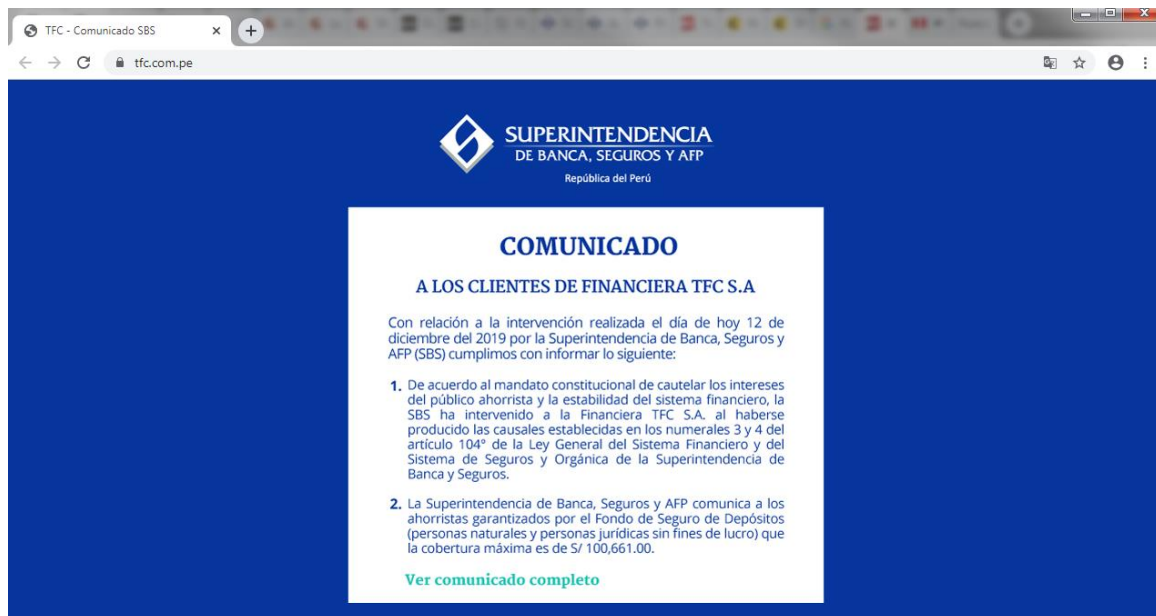 TFC - Comunicado SBS
tfc.com.pe
SUPERINTENDENCIA
DE BANCA, SEGUROS Y AFP
República del Perú
COMUNICADO
A LOS CLIENTES DE FINANCIERA TFC S.A
Con relación a la intervención realizada el día de hoy 12 de
diciembre del 2019 por la Superintendencia de Banca, Seguros y
AFP (SBS) cumplimos con informar lo siguiente:
1. De acuerdo al mandato constitucional de cautelar los intereses
del público ahorrista y la estabilidad del sistema financiero, la
SBS ha intervenido a la Financiera TFC S.A. al haberse
producido las causales establecidas en los numerales 3 y 4 del
artículo 104° de la Ley General del Sistema Financiero y del
Sistema de Seguros y Orgánica de la Superintendencia de
Banca y Seguros.
2. La Superintendencia de Banca, Seguros y AFP comunica a los
ahorristas garantizados por el Fondo de Seguro de Depósitos
(personas naturales y personas jurídicas sin fines de lucro) que
la cobertura máxima es de S/ 100,661.00.
Ver comunicado completo